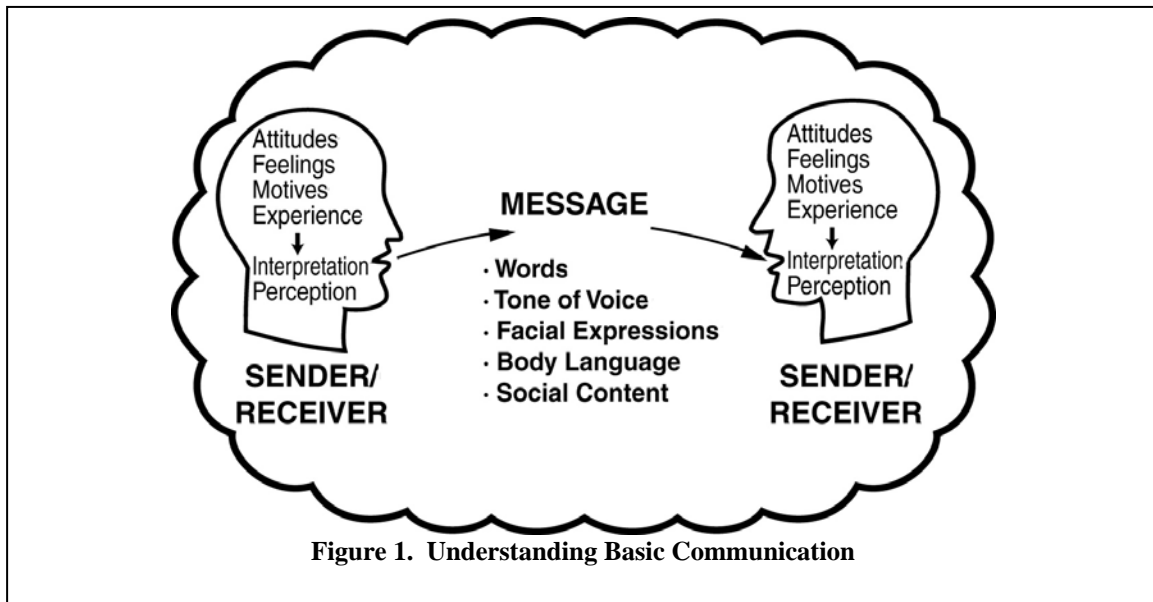 Attitudes
Feelings
Motives
Experience
Interpretation
Perception
SENDER/
RECEIVER
MESSAGE
· Words
· Tone of Voice
· Facial Expressions
· Body Language
· Social Content
Attitudes
Feelings
Motives
Experience
Interpretation
Perception
SENDER/
RECEIVER
Figure 1. Understanding Basic Communication